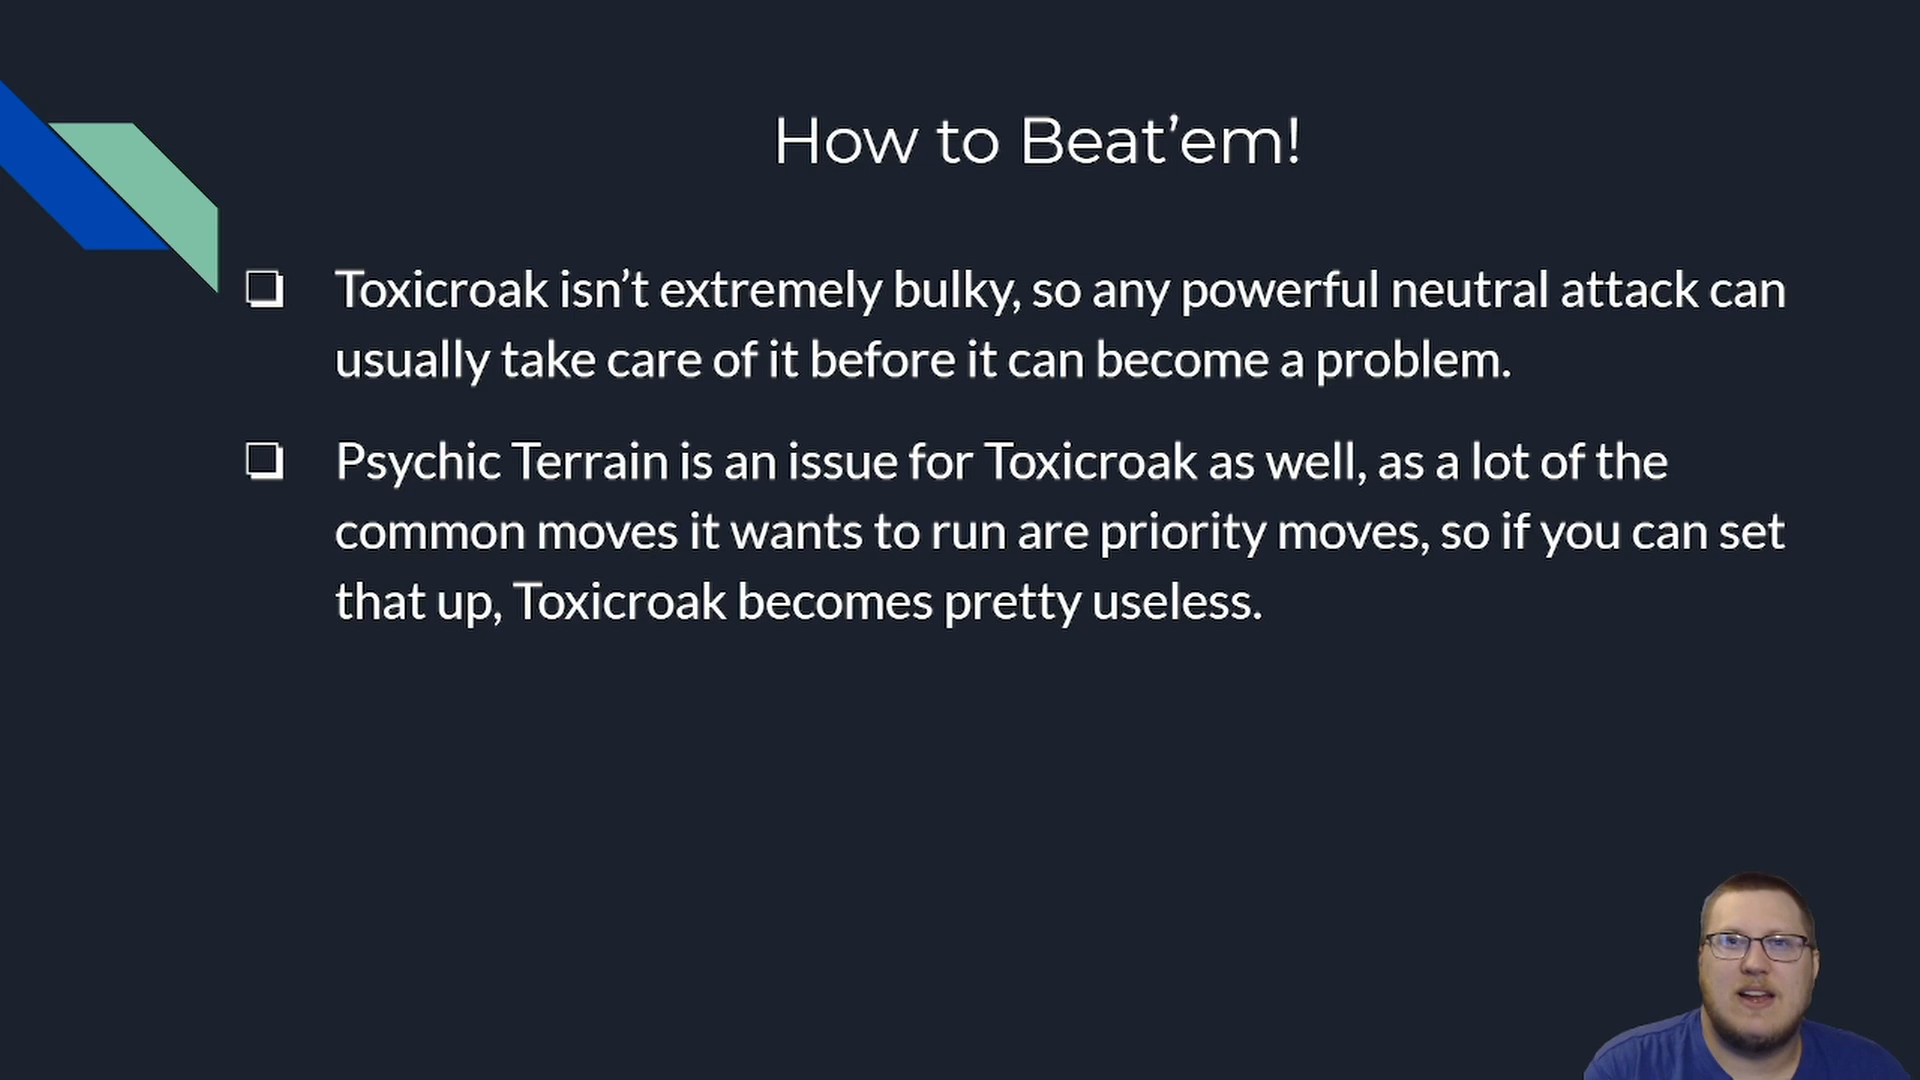 How to Beat’em!
Toxicroak isn’t extremely bulky, so any powerful neutral attack can
usually take care of it before it can become a problem.
Psychic Terrain is an issue for Toxicroak as well, as a lot of the
common moves it wants to run are priority moves, so if you can set
that up, Toxicroak becomes pretty useless.